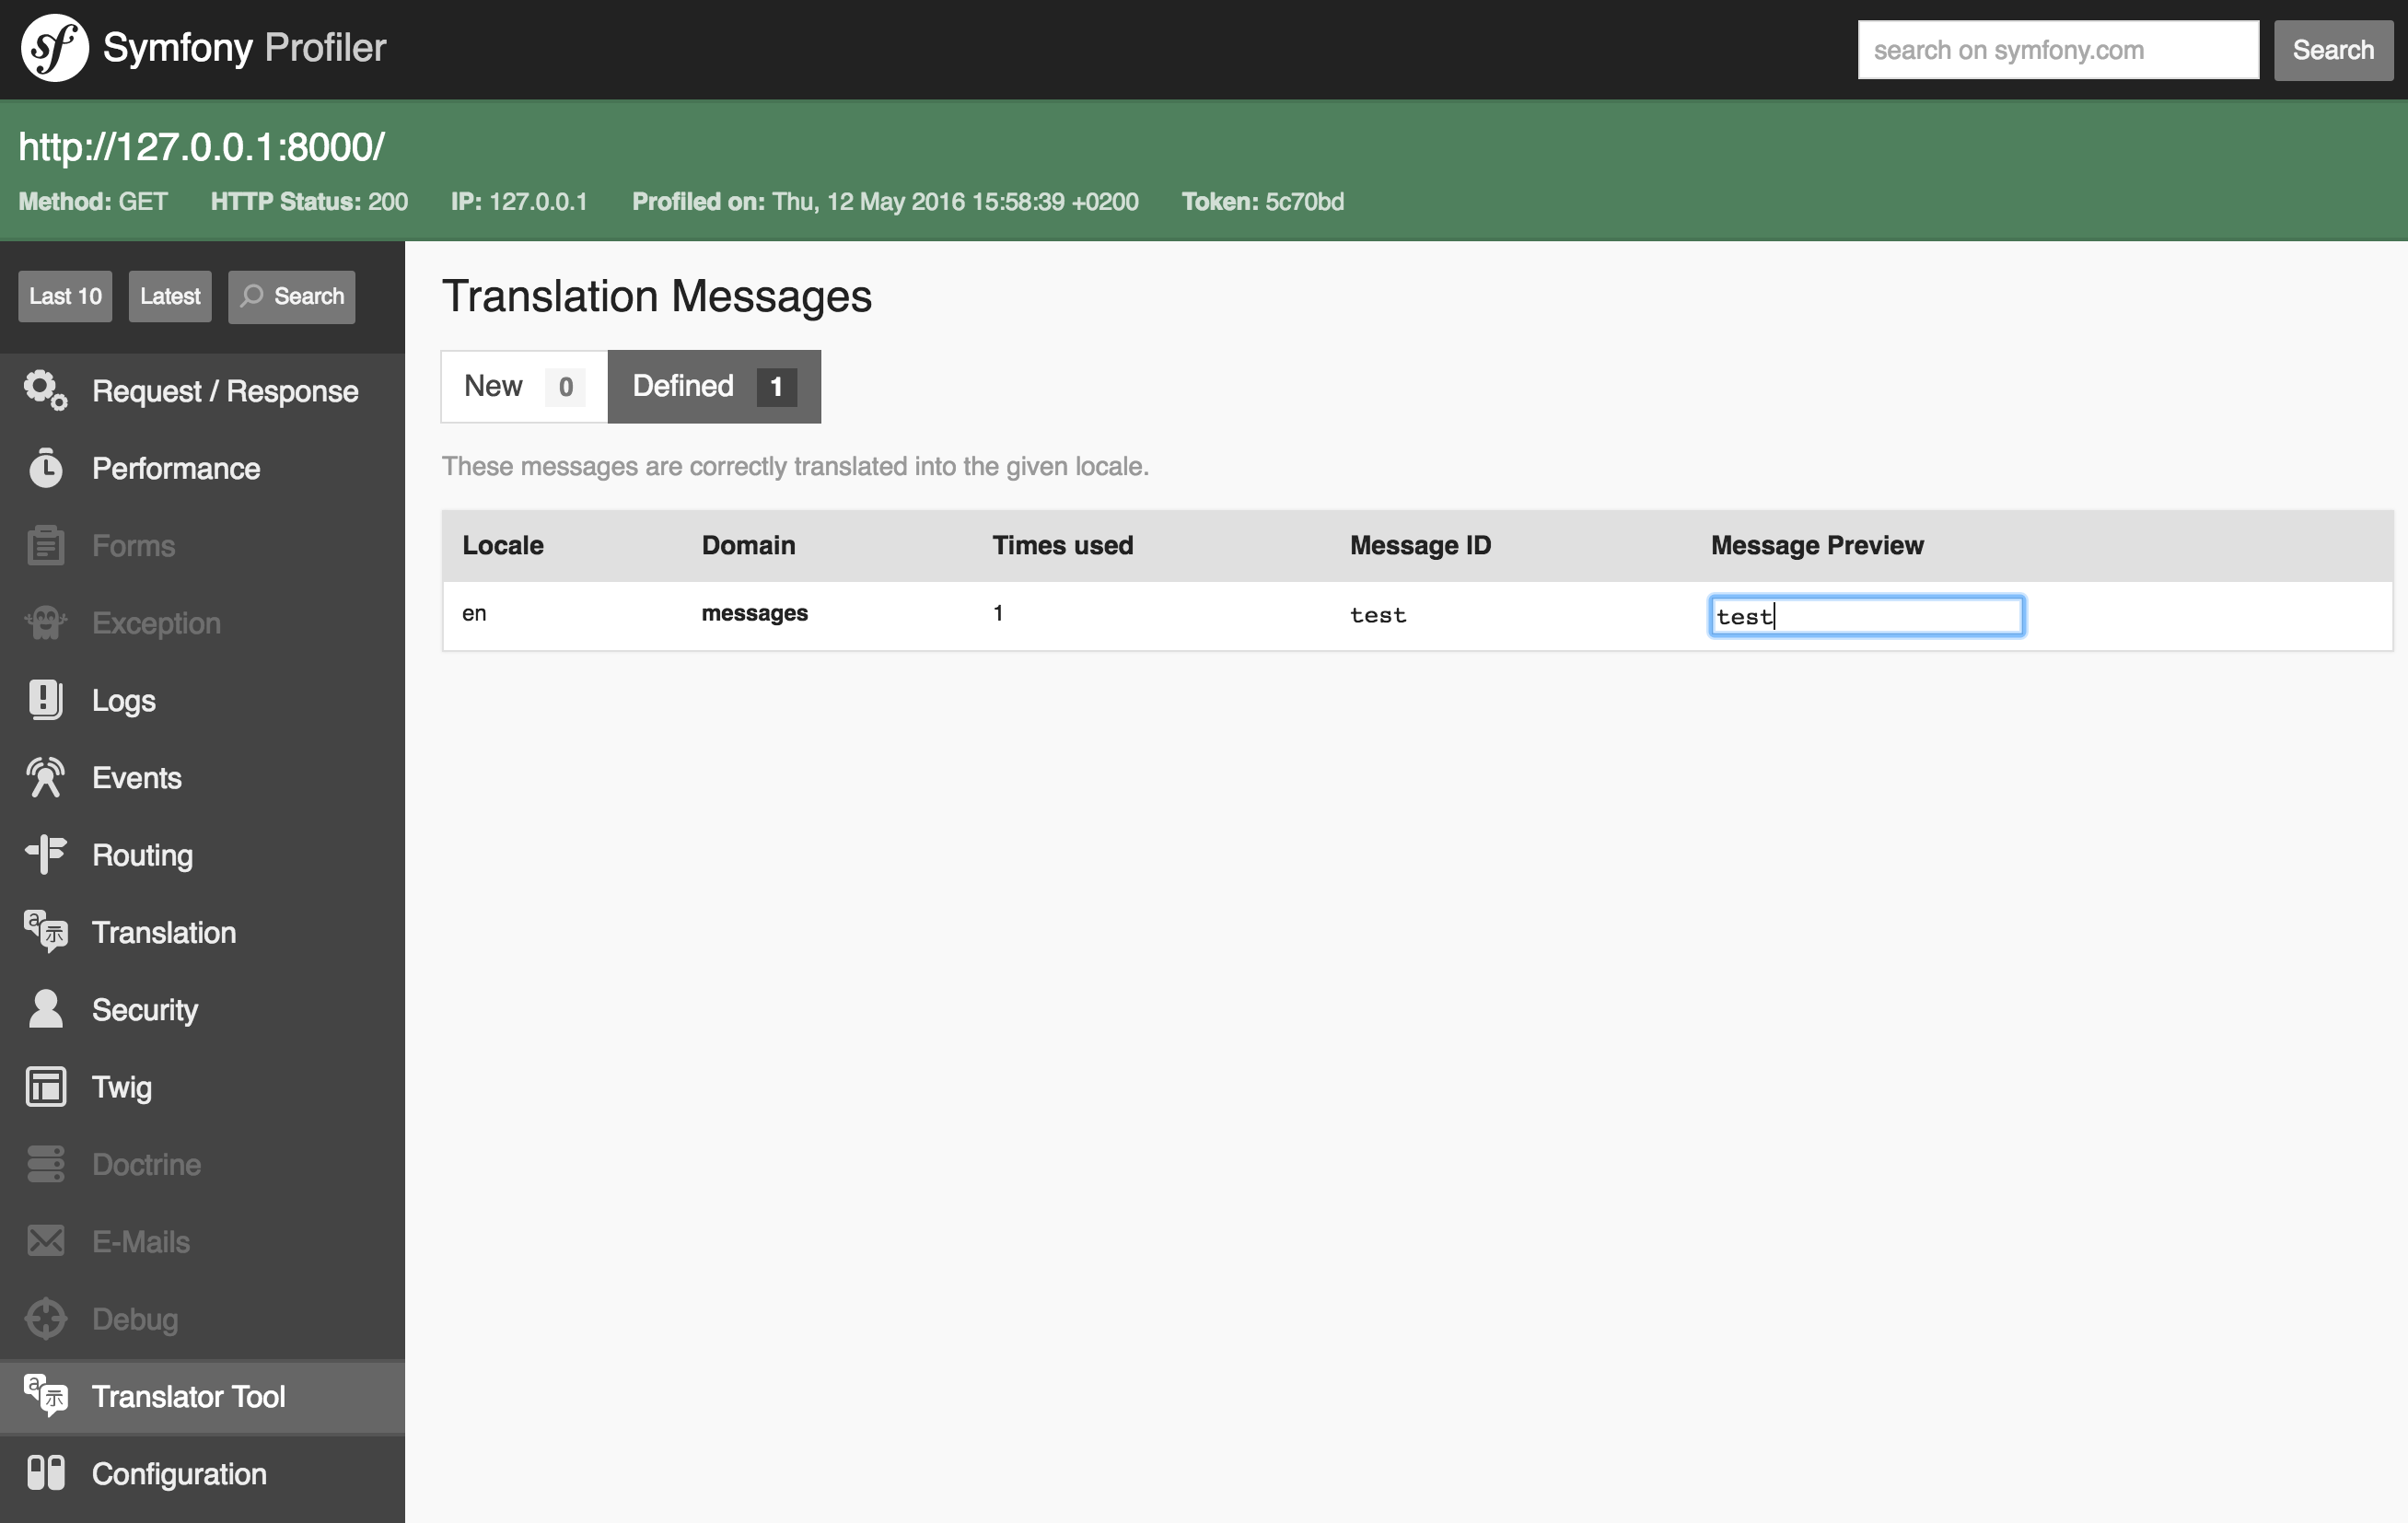 Symfony Profiler
search on symfony.com
Search
http://127.0.0.1:8000/
Method: GET HTTP Status: 200 IP: 127.0.0.1 Profiled on: Thu, 12 May 2016 15:58:39 +0200 Token: 5c70bd
Last 10
Latest
Search
Request / Response
Performance
Forms
Exception
Logs
Events
Routing
Translation
Security
Twig
Doctrine
E-Mails
Debug
Translator Tool
Configuration
Translation Messages
New 0
Defined 1
These messages are correctly translated into the given locale.
Locale Domain Times used Message ID Message Preview
en messages 1 test test